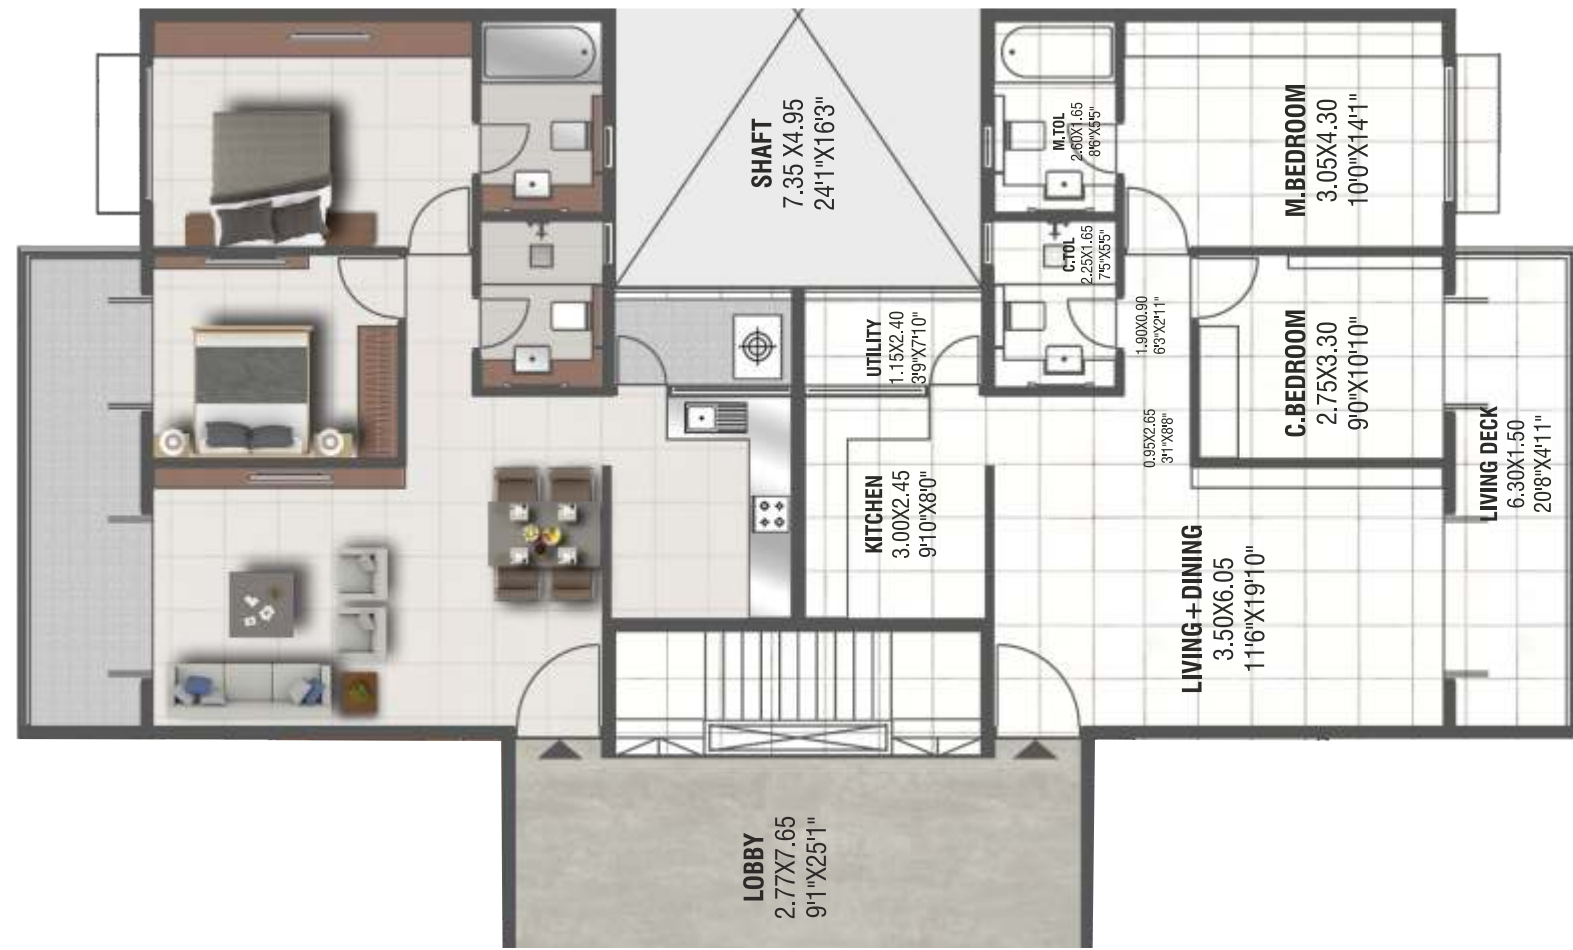 SHAFT
7.35 X4.95
24'1"X16'3"
M.TOL
2.60X1.65
8'6"X5'5"
M.BEDROOM
3.05X4.30
10'0"X14'1"
C.TOL
2.25X1.65
7'5"X5'5"
UTILITY
1.15X2.40
3'9"X7'10"
1.90X0.90
6'3"X2'11"
C.BEDROOM
2.75X3.30
9'0"X10'10"
0.95X2.65
3'1"X8'8"
LIVING DECK
6.30X1.50
20'8"X4'11"
KITCHEN
3.00X2.45
9'10"X8'0"
LIVING+DINING
3.50X6.05
11'6"X19'10"
LOBBY
2.77X7.65
9'1"X25'1"